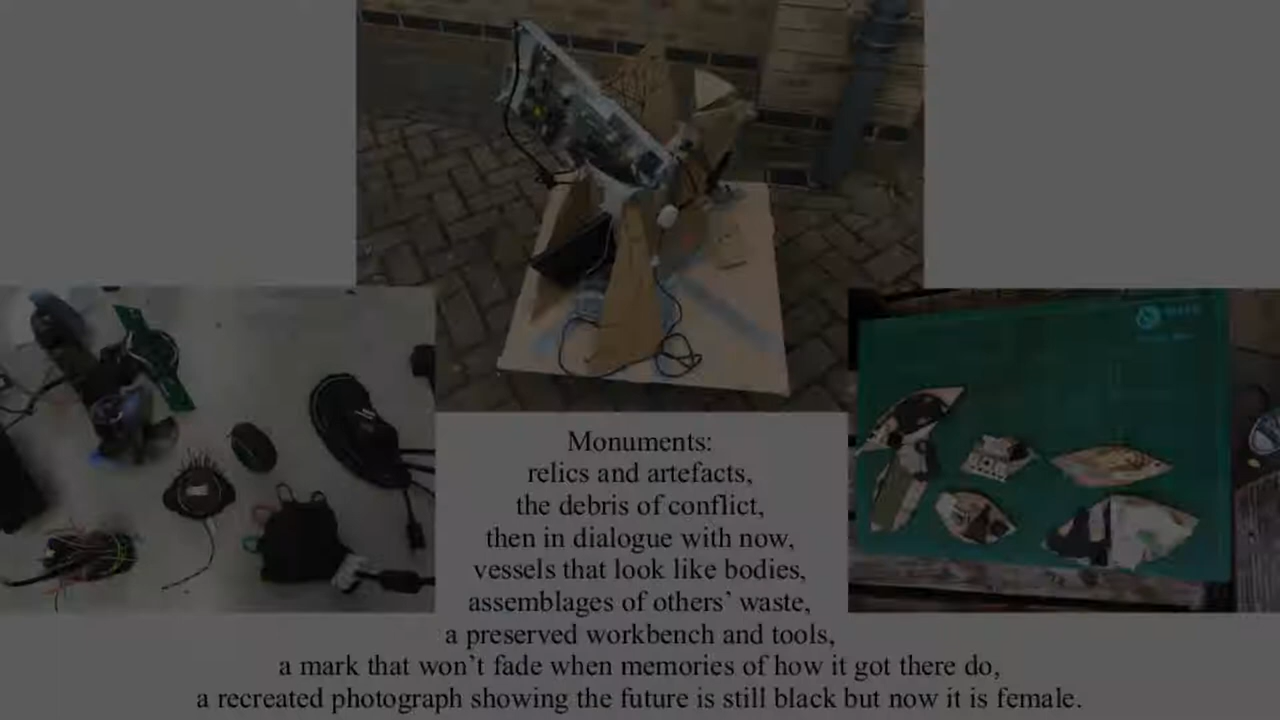 Monuments:
relics and artefacts,
the debris of conflict,
then in dialogue with now,
vessels that look like bodies,
assemblages of others’ waste,
a preserved workbench and tools,
a mark that won’t fade when memories of how it got there do,
a recreated photograph showing the future is still black but now it is female.